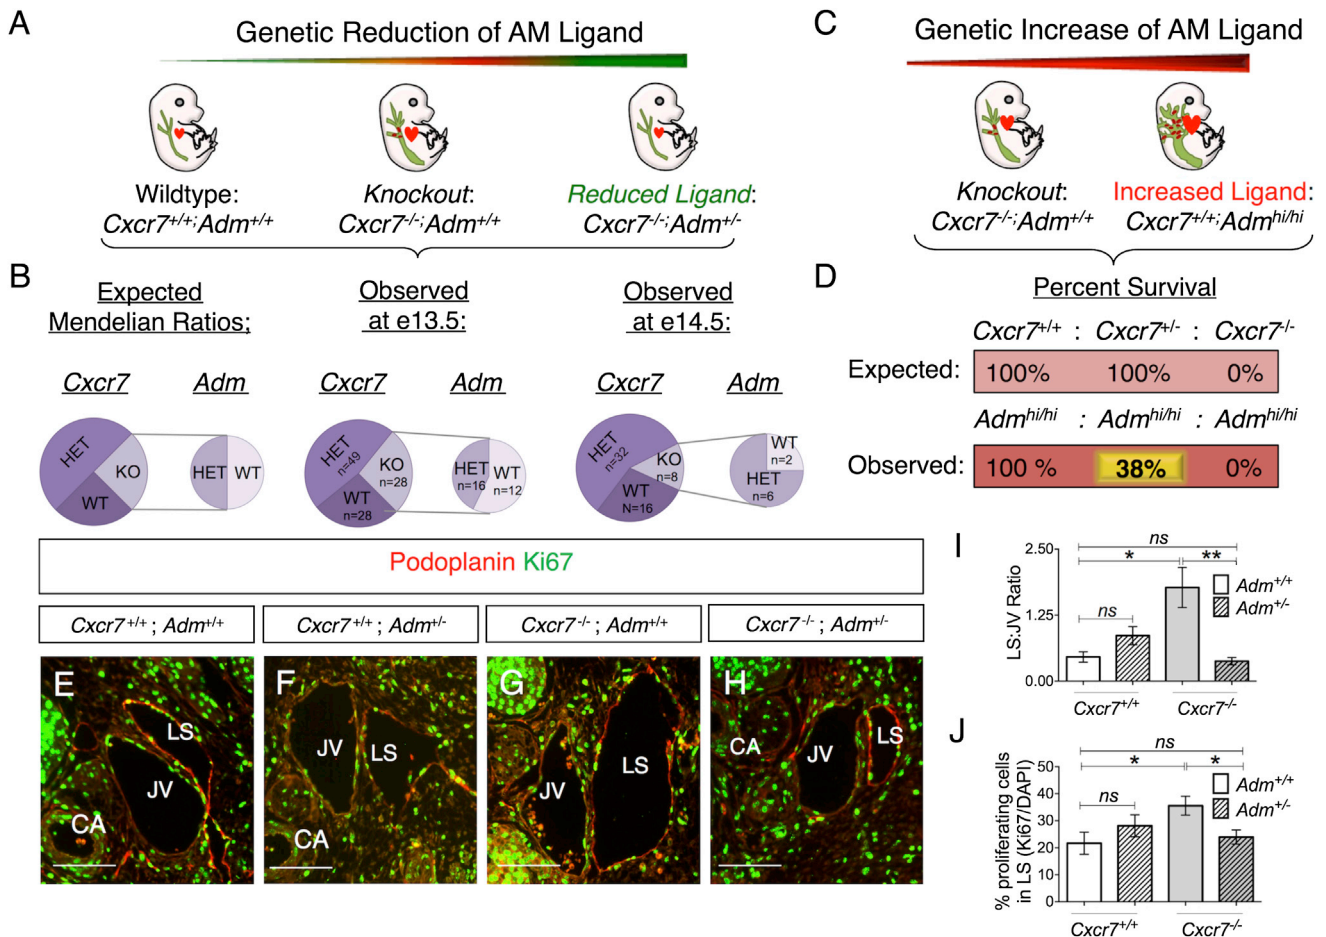 A
Genetic Reduction of AM Ligand
Wildtype:
Cxcr7+/+;Adm+/+
Knockout:
Cxcr7-/-;Adm+/+
Reduced Ligand:
Cxcr7-/-;Adm+/-
C
Genetic Increase of AM Ligand
Knockout:
Cxcr7-/-;Adm+/+
Increased Ligand:
Cxcr7+/+;Admhi/hi
B
Expected
Mendelian Ratios;
Observed
at e13.5:
Observed
at e14.5:
Cxcr7
Adm
Cxcr7
Adm
Cxcr7
Adm
HET
KO
WT
HET
WT
HET
n=49
KO
n=28
WT
n=28
HET
n=16
WT
n=12
HET
n=32
KO
n=8
WT
N=16
WT
n=2
HET
n=6
D
Percent Survival
Cxcr7+/+ : Cxcr7+/- : Cxcr7-/-
Expected:
100% 100% 0%
Admhi/hi : Admhi/hi : Admhi/hi
Observed:
100 % 38% 0%
Podoplanin Ki67
Cxcr7+/+ ; Adm+/+
Cxcr7+/+ ; Adm+/-
Cxcr7-/- ; Adm+/+
Cxcr7-/- ; Adm+/-
E
LS
JV
CA
F
JV
LS
CA
G
JV
LS
H
CA
JV
LS
I
ns
* **
ns
2.50
1.25
0.00
LS:JV Ratio
Adm+/+
Adm+/-
Cxcr7+/+
Cxcr7-/-
J
ns
* *
ns
50
40
30
20
10
0
% proliferating cells
in LS (Ki67/DAPI)
Adm+/+
Adm+/-
Cxcr7+/+
Cxcr7-/-